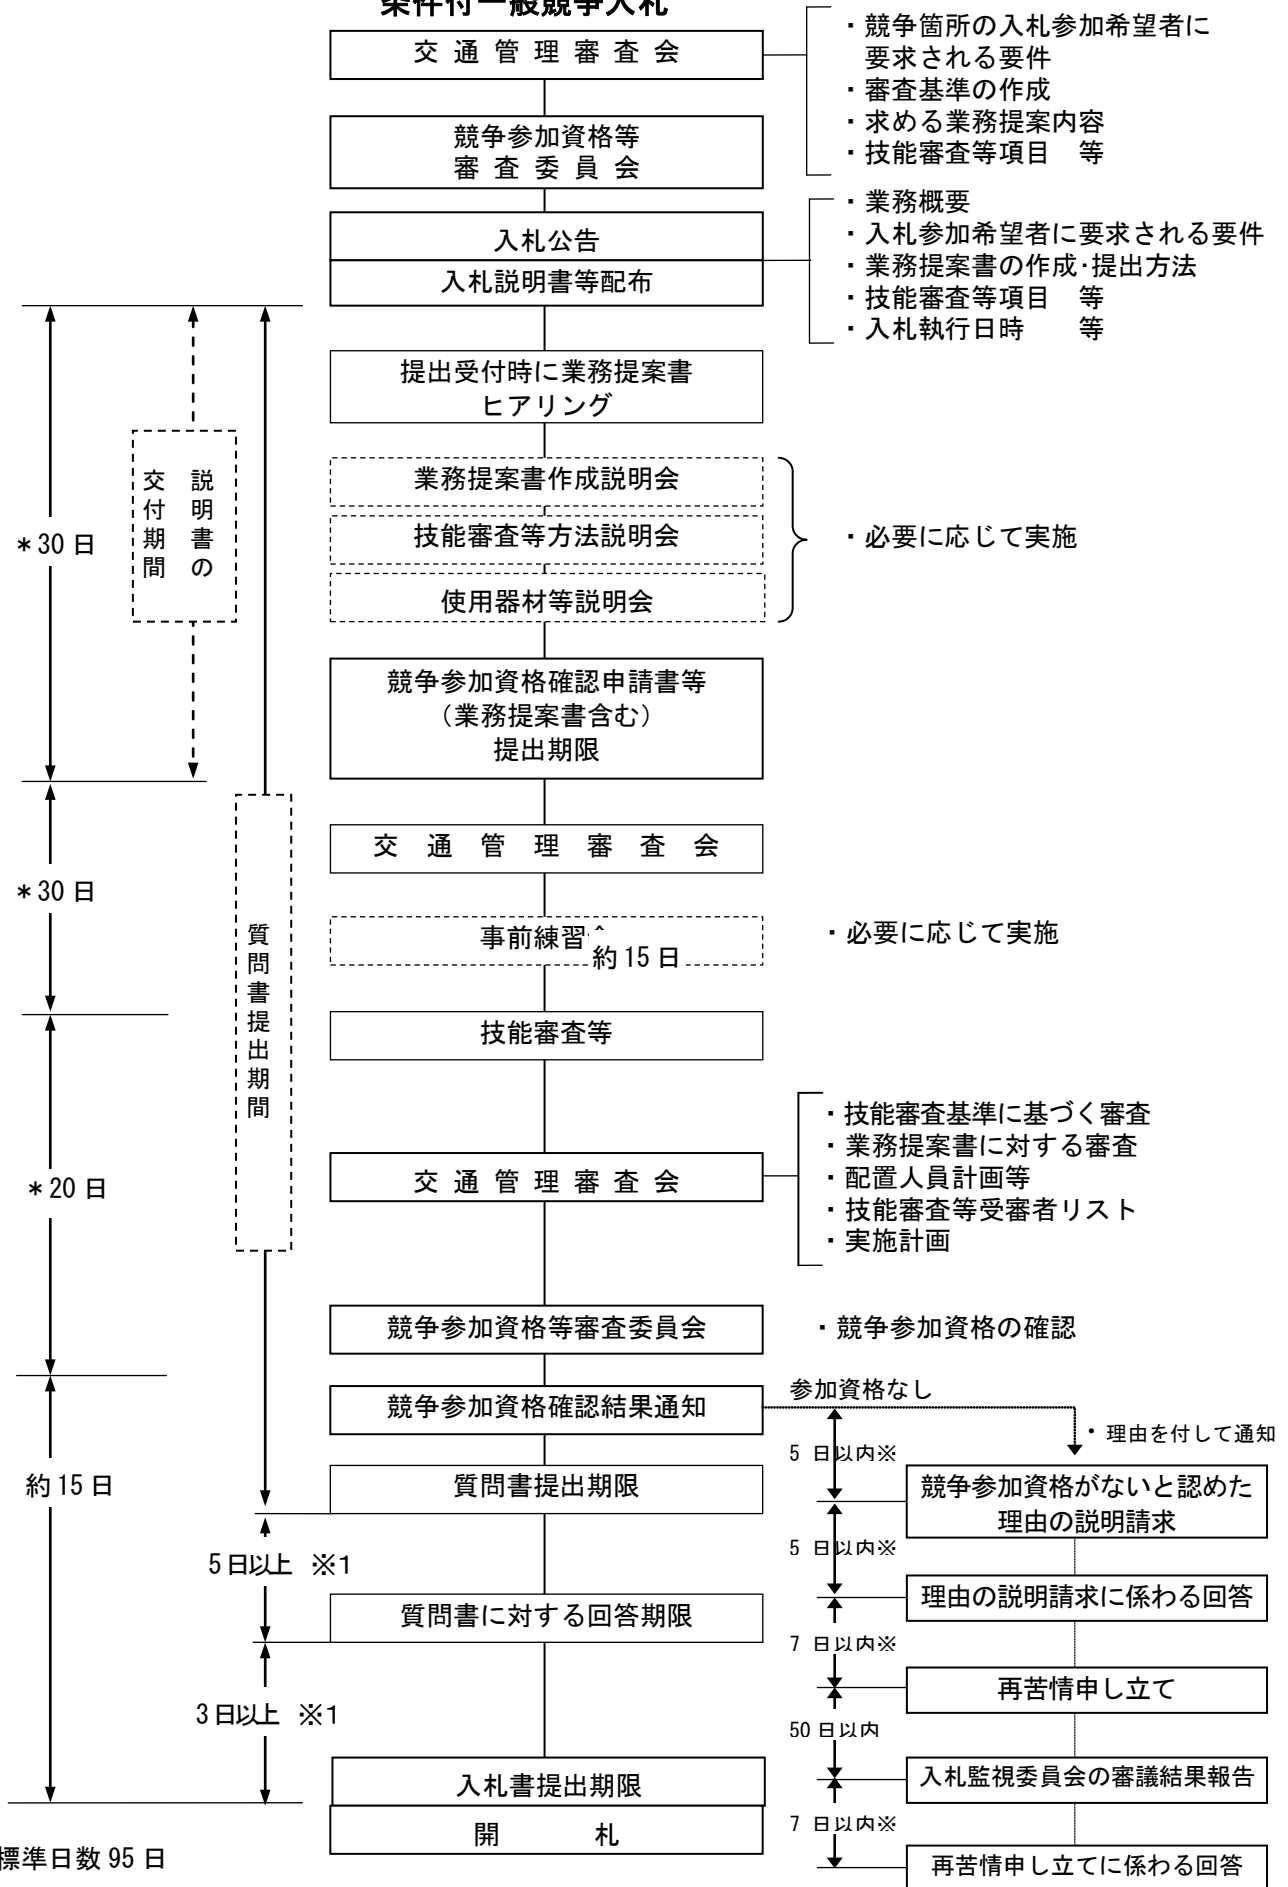 条件付一般競争入札
交通管理審査会
・競争箇所の入札参加希望者に
要求される要件
・審査基準の作成
・求める業務提案内容
・技能審査等項目　等
競争参加資格等
審査委員会
入札公告
入札説明書等配布
・業務概要
・入札参加希望者に要求される要件
・業務提案書の作成・提出方法
・技能審査等項目　等
・入札執行日時　　等
提出受付時に業務提案書
ヒアリング
業務提案書作成説明会
技能審査等方法説明会
使用器材等説明会
・必要に応じて実施
説明書の
交付期間
＊30日
競争参加資格確認申請書等
（業務提案書含む）
提出期限
交通管理審査会
＊30日
事前練習
約15日
・必要に応じて実施
質問書提出期間
技能審査等
＊20日
交通管理審査会
・技能審査基準に基づく審査
・業務提案書に対する審査
・配置人員計画等
・技能審査等受審者リスト
・実施計画
競争参加資格等審査委員会
・競争参加資格の確認
競争参加資格確認結果通知
参加資格なし
・理由を付して通知
約15日
質問書提出期限
5日以上　※1
質問書に対する回答期限
3日以上　※1
入札書提出期限
開　　札
標準日数95日
5 日以内※
競争参加資格がないと認めた
理由の説明請求
5 日以内※
理由の説明請求に係わる回答
7 日以内※
再苦情申し立て
50日以内
入札監視委員会の審議結果報告
7 日以内※
再苦情申し立てに係わる回答